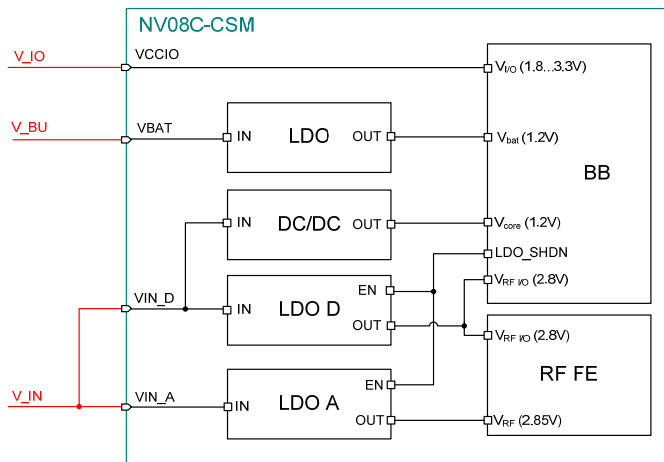 NV08C-CSM
V_IO
VCCIO
V_I/O (1.8...3.3V)
V_BU
VBAT
IN
LDO
OUT
V_bat (1.2V)
BB
IN
DC/DC
OUT
V_core (1.2V)
LDO_SHDN
VIN_D
IN
LDO D
EN
OUT
V_RF I/O (2.8V)
V_RF I/O (2.8V)
RF FE
V_IN
VIN_A
IN
LDO A
EN
OUT
V_RF (2.85V)